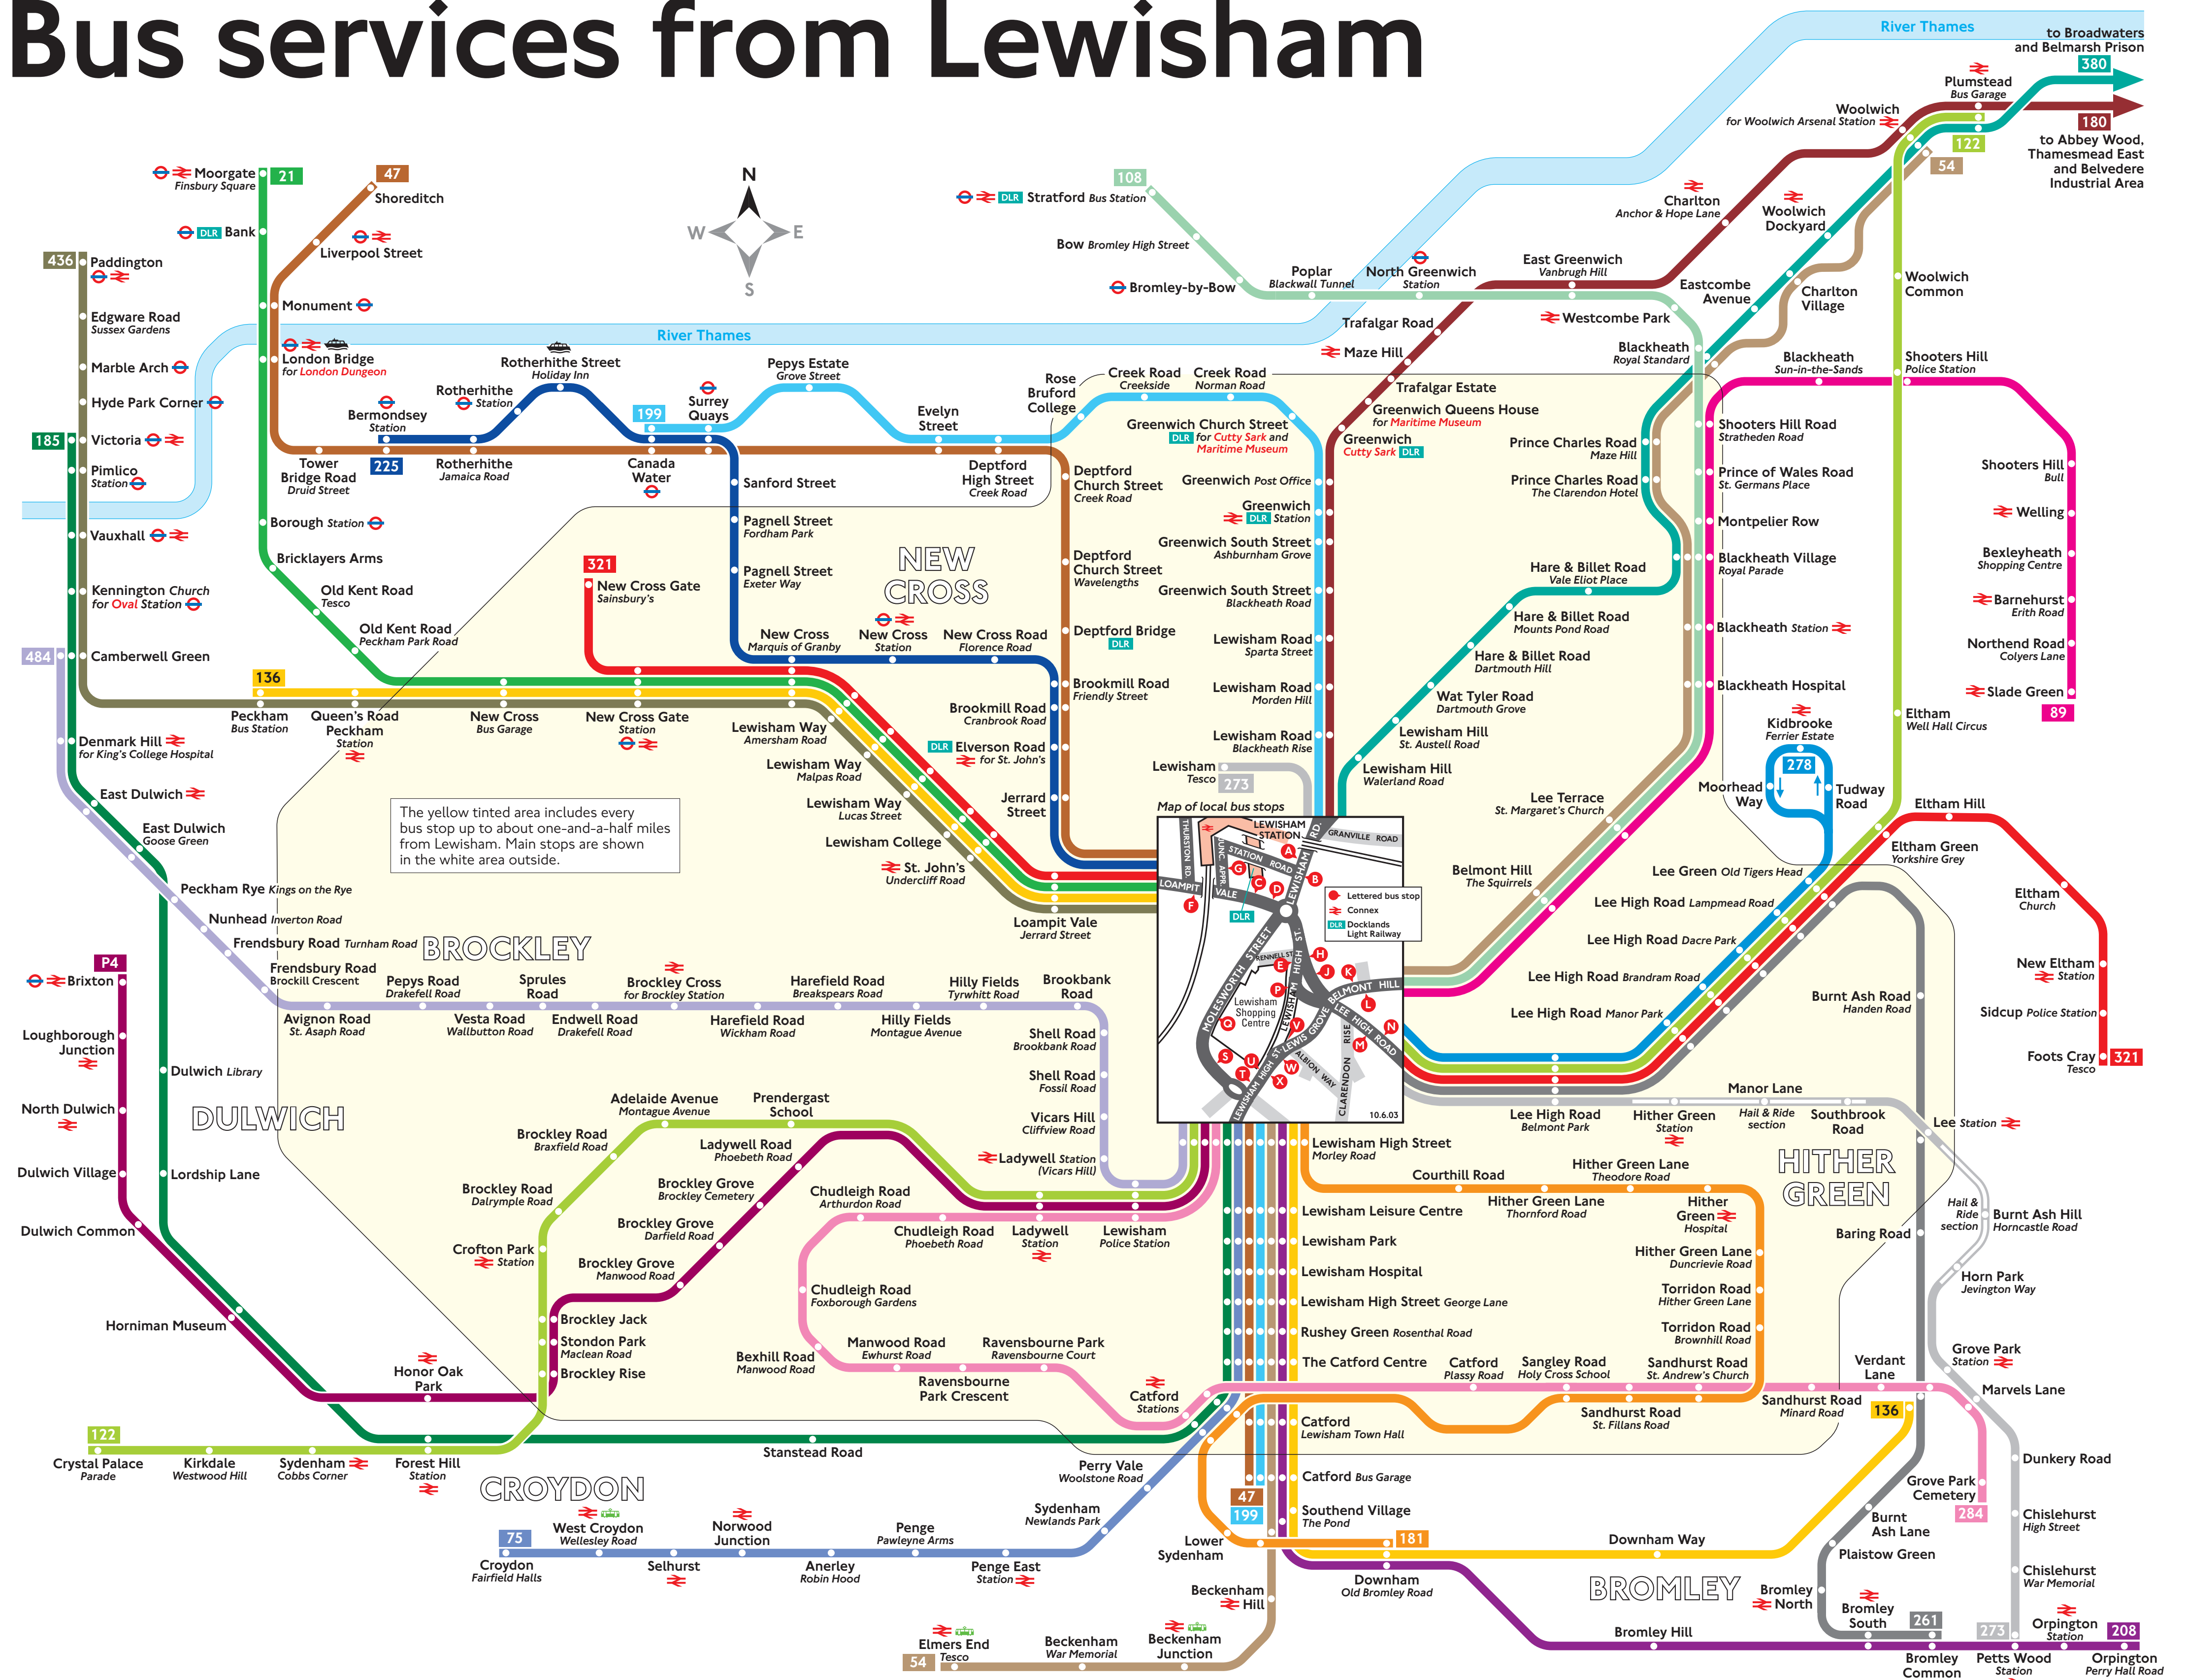 Bus services from Lewisham
River Thames
to Broadwaters
and Belmarsh Prison
380
Plumstead
Bus Garage
Woolwich
for Woolwich Arsenal Station
180
122
to Abbey Wood,
Thamesmead East
and Belvedere
Industrial Area
54
Moorgate
Finsbury Square
21
47
Shoreditch
DLR Bank
Liverpool Street
N
W E
S
108
DLR Stratford Bus Station
Bow Bromley High Street
Bromley-by-Bow
Poplar
Blackwall Tunnel
North Greenwich
Station
East Greenwich
Vanbrugh Hill
Charlton
Anchor & Hope Lane
Woolwich
Dockyard
Eastcombe
Avenue
Charlton
Village
Woolwich
Common
436
Paddington
Edgware Road
Sussex Gardens
Marble Arch
Hyde Park Corner
185
Victoria
Pimlico
Station
Vauxhall
Kennington Church
for Oval Station
484
Camberwell Green
Denmark Hill
for King's College Hospital
East Dulwich
East Dulwich
Goose Green
Peckham Rye Kings on the Rye
Nunhead Inverton Road
Frendsbury Road Turnham Road
Frendsbury Road
Brockill Crescent
Monument
London Bridge
for London Dungeon
River Thames
Tower
Bridge Road
Druid Street
Bermondsey
Station
225
Rotherhithe
Station
Rotherhithe
Jamaica Road
Rotherhithe Street
Holiday Inn
199
Canada
Water
Surrey
Quays
Pepys Estate
Grove Street
Evelyn
Street
Deptford
High Street
Creek Road
Rose
Bruford
College
Creek Road
Creekside
Creek Road
Norman Road
Borough Station
Bricklayers Arms
Old Kent Road
Tesco
Old Kent Road
Peckham Park Road
Sanford Street
Pagnell Street
Fordham Park
Pagnell Street
Exeter Way
NEW
CROSS
321
New Cross Gate
Sainsbury's
New Cross
Marquis of Granby
New Cross
Station
New Cross Road
Florence Road
136
Peckham
Bus Station
Queen's Road
Peckham
Station
New Cross
Bus Garage
New Cross Gate
Station
Lewisham Way
Amersham Road
Lewisham Way
Malpas Road
Lewisham Way
Lucas Street
Lewisham College
St. John's
Undercliff Road
Loampit Vale
Jerrard Street
Deptford
Church Street
Creek Road
Deptford
Church Street
Wavelengths
Deptford Bridge
DLR
Brookmill Road
Friendly Street
Brookmill Road
Cranbrook Road
DLR Elverson Road
for St. John's
Jerrard
Street
The yellow tinted area includes every
bus stop up to about one-and-a-half miles
from Lewisham. Main stops are shown
in the white area outside.
Trafalgar Road
Maze Hill
Trafalgar Estate
Greenwich Queens House
for Maritime Museum
Greenwich
Cutty Sark DLR
Greenwich Church Street
DLR for Cutty Sark and
Maritime Museum
Greenwich Post Office
Greenwich
DLR Station
Greenwich South Street
Ashburnham Grove
Greenwich South Street
Blackheath Road
Lewisham Road
Sparta Street
Lewisham Road
Morden Hill
Lewisham Road
Blackheath Rise
Lewisham
Tesco
273
Westcombe Park
Blackheath
Royal Standard
Blackheath
Sun-in-the-Sands
Shooters Hill
Police Station
Prince Charles Road
Maze Hill
Prince Charles Road
The Clarendon Hotel
Hare & Billet Road
Vale Eliot Place
Hare & Billet Road
Mounts Pond Road
Hare & Billet Road
Dartmouth Hill
Wat Tyler Road
Dartmouth Grove
Lewisham Hill
St. Austell Road
Lewisham Hill
Walerland Road
Shooters Hill Road
Stratheden Road
Prince of Wales Road
St. Germans Place
Montpelier Row
Blackheath Village
Royal Parade
Blackheath Station
Blackheath Hospital
Lee Terrace
St. Margaret's Church
Belmont Hill
The Squirrels
Shooters Hill
Bull
Welling
Bexleyheath
Shopping Centre
Barnehurst
Erith Road
Northend Road
Colyers Lane
Slade Green
89
Eltham
Well Hall Circus
Kidbrooke
Ferrier Estate
278
Moorhead
Way
Tudway
Road
Eltham Hill
Eltham Green
Yorkshire Grey
Eltham
Church
New Eltham
Station
Sidcup Police Station
Foots Cray
Tesco
321
Lee Green Old Tigers Head
Lee High Road Lampmead Road
Lee High Road Dacre Park
Lee High Road Brandram Road
Lee High Road Manor Park
Lee High Road
Belmont Park
Burnt Ash Road
Handen Road
Map of local bus stops
LEWISHAM
STATION
GRANVILLE ROAD
THURSTON RD.
JUNC. APPR.
STATION ROAD
LEWISHAM RD.
LOAMPIT VALE
A
B
C
D
G
F
DLR
Lettered bus stop
Connex
DLR Docklands
Light Railway
MOLESWORTH STREET
RENNELL ST.
LEWISHAM HIGH ST.
E
H
J
K
P
L
BELMONT HILL
Lewisham
Shopping
Centre
Q
V
N
M
LEE HIGH ROAD
LEWIS GROVE
ALBION WAY
CLARENDON RISE
LEWISHAM HIGH ST.
S
U
T
W
X
10.6.03
BROCKLEY
P4
Brixton
Loughborough
Junction
North Dulwich
Dulwich Village
Dulwich Common
Horniman Museum
DULWICH
Dulwich Library
Lordship Lane
Avignon Road
St. Asaph Road
Pepys Road
Drakefell Road
Vesta Road
Wallbutton Road
Sprules
Road
Endwell Road
Drakefell Road
Brockley Cross
for Brockley Station
Harefield Road
Wickham Road
Harefield Road
Breakspears Road
Hilly Fields
Montague Avenue
Hilly Fields
Tyrwhitt Road
Brookbank
Road
Shell Road
Brookbank Road
Shell Road
Fossil Road
Vicars Hill
Cliffview Road
Ladywell Station
(Vicars Hill)
Adelaide Avenue
Montague Avenue
Prendergast
School
Brockley Road
Braxfield Road
Brockley Road
Dalrymple Road
Crofton Park
Station
Ladywell Road
Phoebeth Road
Brockley Grove
Brockley Cemetery
Brockley Grove
Darfield Road
Brockley Grove
Manwood Road
Brockley Jack
Stondon Park
Maclean Road
Brockley Rise
Honor Oak
Park
Chudleigh Road
Arthurdon Road
Chudleigh Road
Phoebeth Road
Ladywell
Station
Lewisham
Police Station
Chudleigh Road
Foxborough Gardens
Bexhill Road
Manwood Road
Manwood Road
Ewhurst Road
Ravensbourne
Park Crescent
Ravensbourne Park
Ravensbourne Court
Catford
Stations
122
Crystal Palace
Parade
Kirkdale
Westwood Hill
Sydenham
Cobbs Corner
Forest Hill
Station
Stanstead Road
CROYDON
75
Croydon
Fairfield Halls
West Croydon
Wellesley Road
Selhurst
Norwood
Junction
Anerley
Robin Hood
Penge
Pawleyne Arms
Penge East
Station
Sydenham
Newlands Park
Perry Vale
Woolstone Road
Lewisham High Street
Morley Road
Lewisham Leisure Centre
Lewisham Park
Lewisham Hospital
Lewisham High Street George Lane
Rushey Green Rosenthal Road
The Catford Centre
Catford
Lewisham Town Hall
Catford Bus Garage
47
199
Southend Village
The Pond
Lower
Sydenham
181
Beckenham
Hill
54
Elmers End
Tesco
Beckenham
War Memorial
Beckenham
Junction
Courthill Road
Hither Green Lane
Thornford Road
Hither Green Lane
Theodore Road
Hither
Green
Hospital
Hither Green Lane
Duncrievie Road
Torridon Road
Hither Green Lane
Torridon Road
Brownhill Road
Catford
Plassy Road
Sangley Road
Holy Cross School
Sandhurst Road
St. Andrew's Church
Sandhurst Road
St. Fillans Road
Sandhurst Road
Minard Road
Verdant
Lane
136
Hither Green
Station
Manor Lane
Hail & Ride
section
Southbrook
Road
Lee Station
HITHER
GREEN
Baring Road
Hail &
Ride
section
Burnt Ash Hill
Horncastle Road
Horn Park
Jevington Way
Grove Park
Station
Marvels Lane
Grove Park
Cemetery
284
Dunkery Road
Chislehurst
High Street
Chislehurst
War Memorial
Burnt
Ash Lane
Plaistow Green
Downham Way
Downham
Old Bromley Road
BROMLEY
Bromley
North
Bromley
South
261
Bromley Hill
Bromley
Common
273
Petts Wood
Station
Orpington
Station
208
Orpington
Perry Hall Road